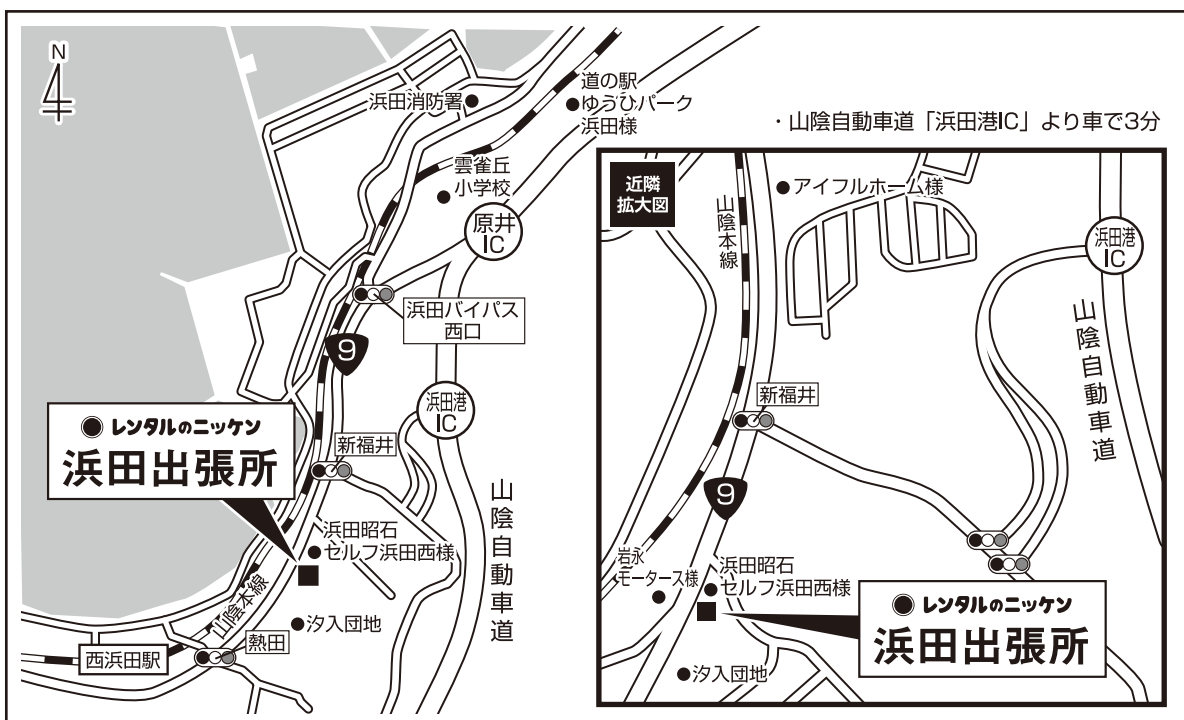 N
浜田消防署
道の駅
ゆうひパーク
浜田様
雲雀丘
小学校
原井
IC
浜田バイパス
西口
9
浜田港
IC
レンタルのニッケン
浜田出張所
新福井
山陰自動車道
浜田昭石
セルフ浜田西様
山陰本線
汐入団地
熱田
西浜田駅
・山陰自動車道「浜田港IC」より車で3分
近隣
拡大図
山陰本線
アイフルホーム様
浜田港
IC
山陰自動車道
新福井
9
岩永
モータース様
浜田昭石
セルフ浜田西様
レンタルのニッケン
浜田出張所
汐入団地